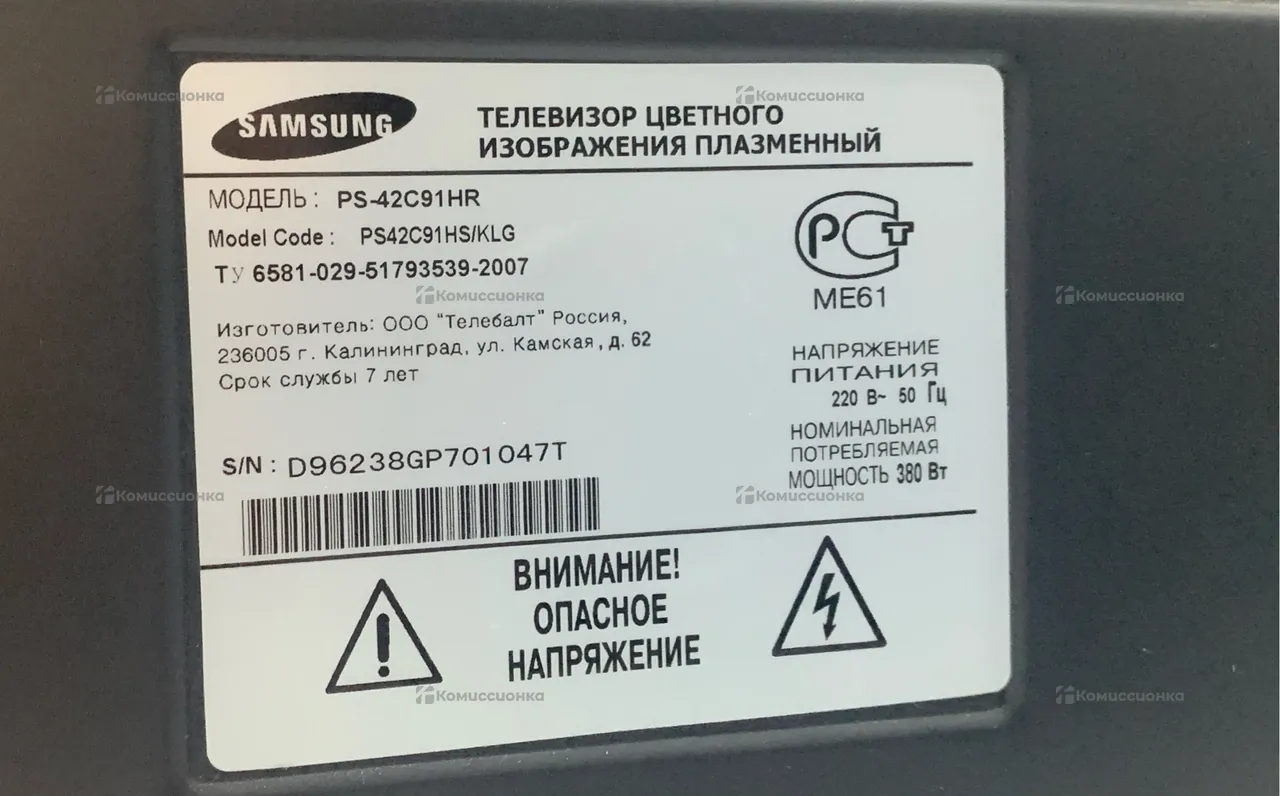 SAMSUNG
ТЕЛЕВИЗОР ЦВЕТНОГО
ИЗОБРАЖЕНИЯ ПЛАЗМЕННЫЙ
МОДЕЛЬ : PS-42C91HR
Model Code : PS42C91HS/KLG
ТУ 6581-029-51793539-2007
Изготовитель: ООО "Телебалт" Россия,
236005 г. Калининград, ул. Камская, д. 62
Срок службы 7 лет
РСТ
МЕ61
НАПРЯЖЕНИЕ
ПИТАНИЯ
220 В~ 50 Гц
НОМИНАЛЬНАЯ
ПОТРЕБЛЯЕМАЯ
МОЩНОСТЬ 380 Вт
S/N : D96238GP701047T
ВНИМАНИЕ!
ОПАСНОЕ
НАПРЯЖЕНИЕ
Комиссионка
Комиссионка
Комиссионка
Комиссионка
Комиссионка
Комиссионка
Комиссионка
Комиссионка